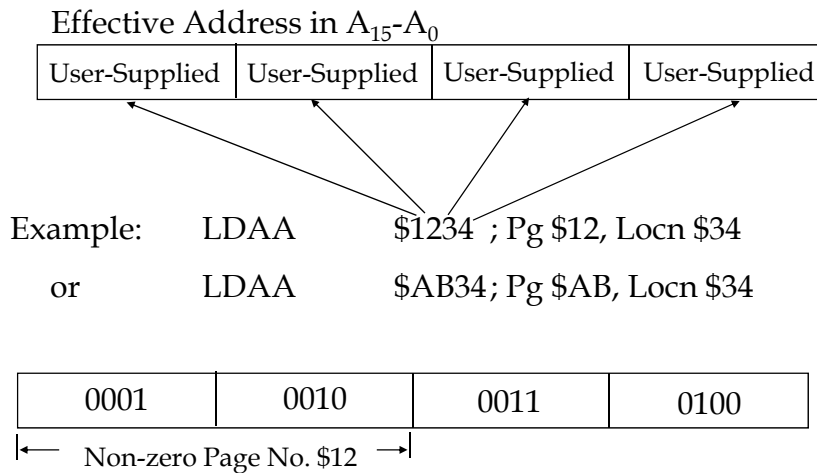 Effective Address in A₁₅-A₀
User-Supplied User-Supplied User-Supplied User-Supplied
Example: LDAA $1234 ; Pg $12, Locn $34
or LDAA $AB34; Pg $AB, Locn $34
0001 0010 0011 0100
Non-zero Page No. $12